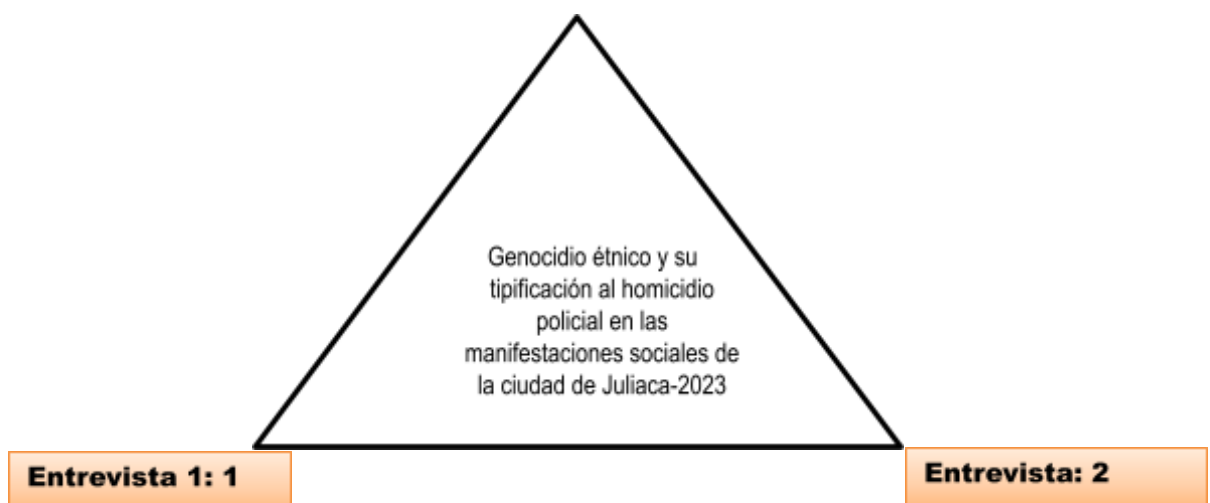 Genocidio étnico y su
tipificación al homicidio
policial en las
manifestaciones sociales de
la ciudad de Juliaca-2023
Entrevista 1: 1
Entrevista: 2